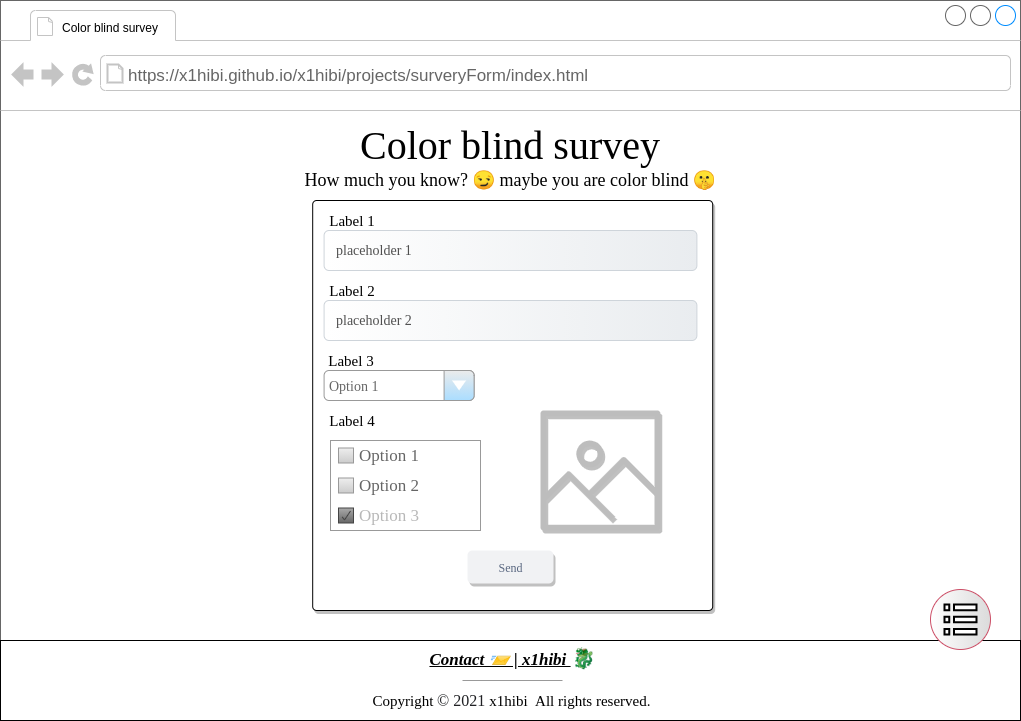 Color blind survey
https://x1hibi.github.io/x1hibi/projects/surveryForm/index.html
Color blind survey
How much you know? 😏 maybe you are color blind 🤫
Label 1
placeholder 1
Label 2
placeholder 2
Label 3
Option 1
Label 4
Option 1
Option 2
Option 3
Send
Contact 📨 | x1hibi 🐉
Copyright © 2021 x1hibi  All rights reserved.